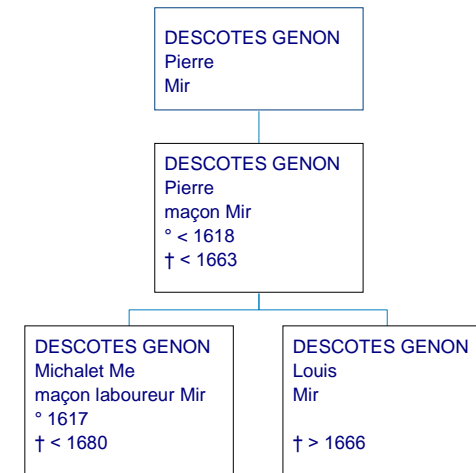 DESCOTES GENON
Pierre
Mir
DESCOTES GENON
Pierre
maçon Mir
° < 1618
† < 1663
DESCOTES GENON
Michalet Me
maçon laboureur Mir
° 1617
† < 1680
DESCOTES GENON
Louis
Mir
† > 1666